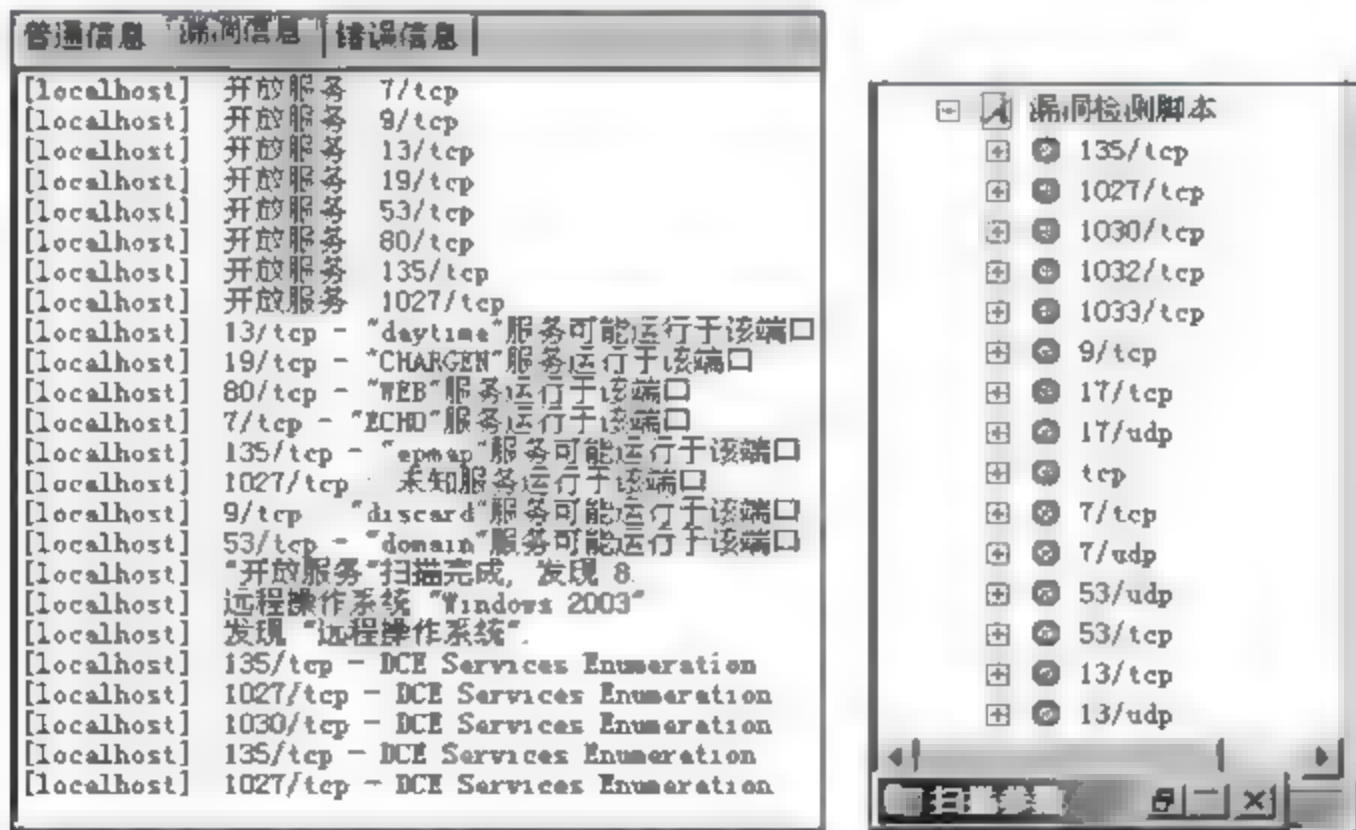 普通信息 漏洞信息 错误信息
[localhost] 开放服务 7/tcp
[localhost] 开放服务 9/tcp
[localhost] 开放服务 13/tcp
[localhost] 开放服务 19/tcp
[localhost] 开放服务 53/tcp
[localhost] 开放服务 80/tcp
[localhost] 开放服务 135/tcp
[localhost] 开放服务 1027/tcp
[localhost] 13/tcp - "daytime"服务可能运行于该端口
[localhost] 19/tcp - "CHARGEN"服务运行于该端口
[localhost] 80/tcp - "WEB"服务运行于该端口
[localhost] 7/tcp - "ECHO"服务运行于该端口
[localhost] 135/tcp - "epmap"服务可能运行于该端口
[localhost] 1027/tcp - 未知服务运行于该端口
[localhost] 9/tcp - "discard"服务可能运行于该端口
[localhost] 53/tcp - "domain"服务可能运行于该端口
[localhost] "开放服务"扫描完成, 发现 8.
[localhost] 远程操作系统 "Windows 2003"
[localhost] 发现 "远程操作系统".
[localhost] 135/tcp - DCE Services Enumeration
[localhost] 1027/tcp - DCE Services Enumeration
[localhost] 1030/tcp - DCE Services Enumeration
[localhost] 135/tcp - DCE Services Enumeration
[localhost] 1027/tcp - DCE Services Enumeration
漏洞检测脚本
135/tcp
1027/tcp
1030/tcp
1032/tcp
1033/tcp
9/tcp
17/tcp
17/udp
tcp
7/tcp
7/udp
53/udp
53/tcp
13/tcp
13/udp
扫描参数